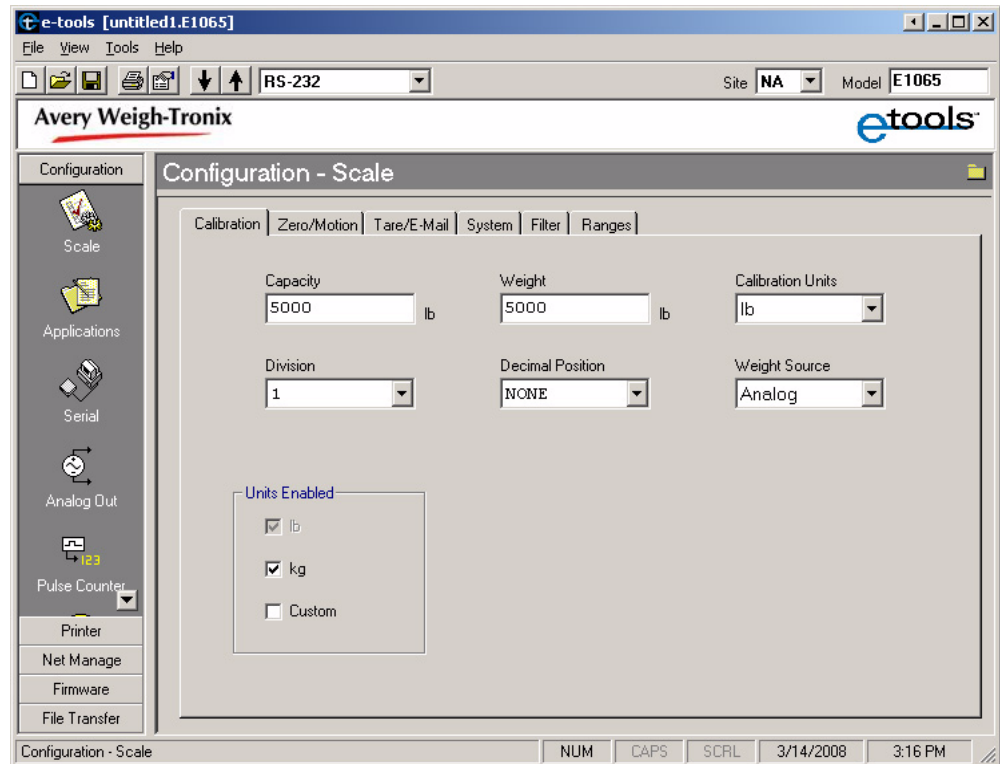 e-tools [untitled1.E1065]
File View Tools Help
RS-232 Site NA Model E1065
Avery Weigh-Tronix
etools
Configuration
Configuration - Scale
Scale
Applications
Serial
Analog Out
123
Pulse Counter
Printer
Net Manage
Firmware
File Transfer
Calibration Zero/Motion Tare/E-Mail System Filter Ranges
Capacity Weight Calibration Units
5000 lb 5000 lb lb
Division Decimal Position Weight Source
1 NONE Analog
Units Enabled
lb
kg
Custom
Configuration - Scale NUM CAPS SCRL 3/14/2008 3:16 PM